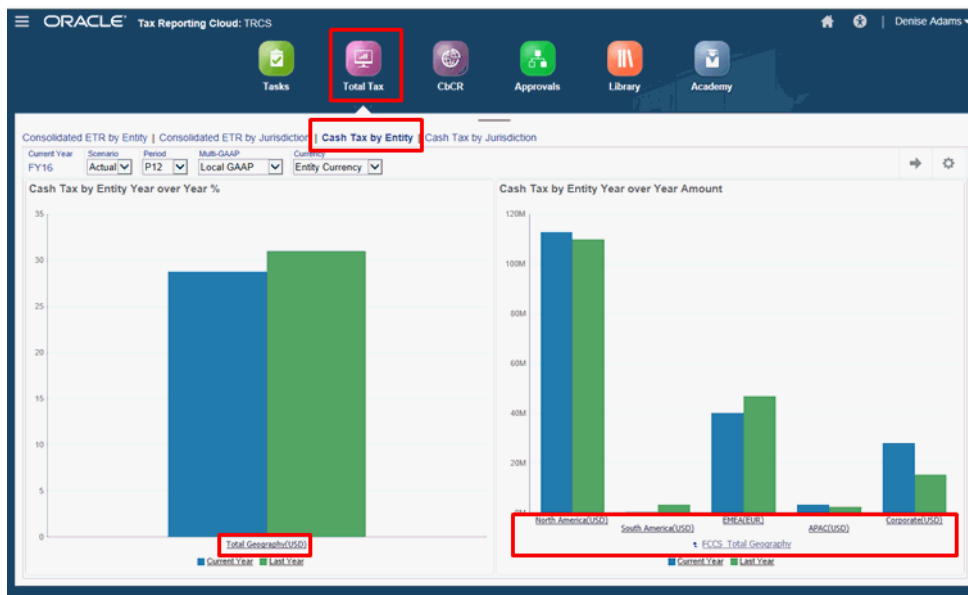 ORACLE Tax Reporting Cloud: TRCS
Denise Adams
Tasks
Total Tax
CbCR
Approvals
Library
Academy
Consolidated ETR by Entity | Consolidated ETR by Jurisdiction | Cash Tax by Entity | Cash Tax by Jurisdiction
Current Year Scenario Period Multi-GAAP Currency
FY16 Actual P12 Local GAAP Entity Currency
Cash Tax by Entity Year over Year %
35
30
25
20
15
10
5
0
Total Geography(USD)
Current Year Last Year
Cash Tax by Entity Year over Year Amount
120M
100M
80M
60M
40M
20M
0M
North America(USD)
South America(USD)
EMEA(EUR)
APAC(USD)
Corporate(USD)
FCCS_Total Geography
Current Year Last Year